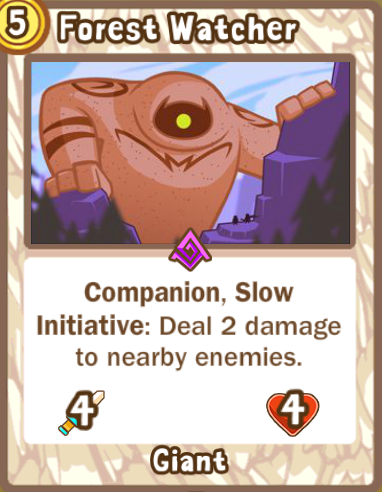 5
Forest Watcher
Companion, Slow
Initiative: Deal 2 damage
to nearby enemies.
4
4
Giant